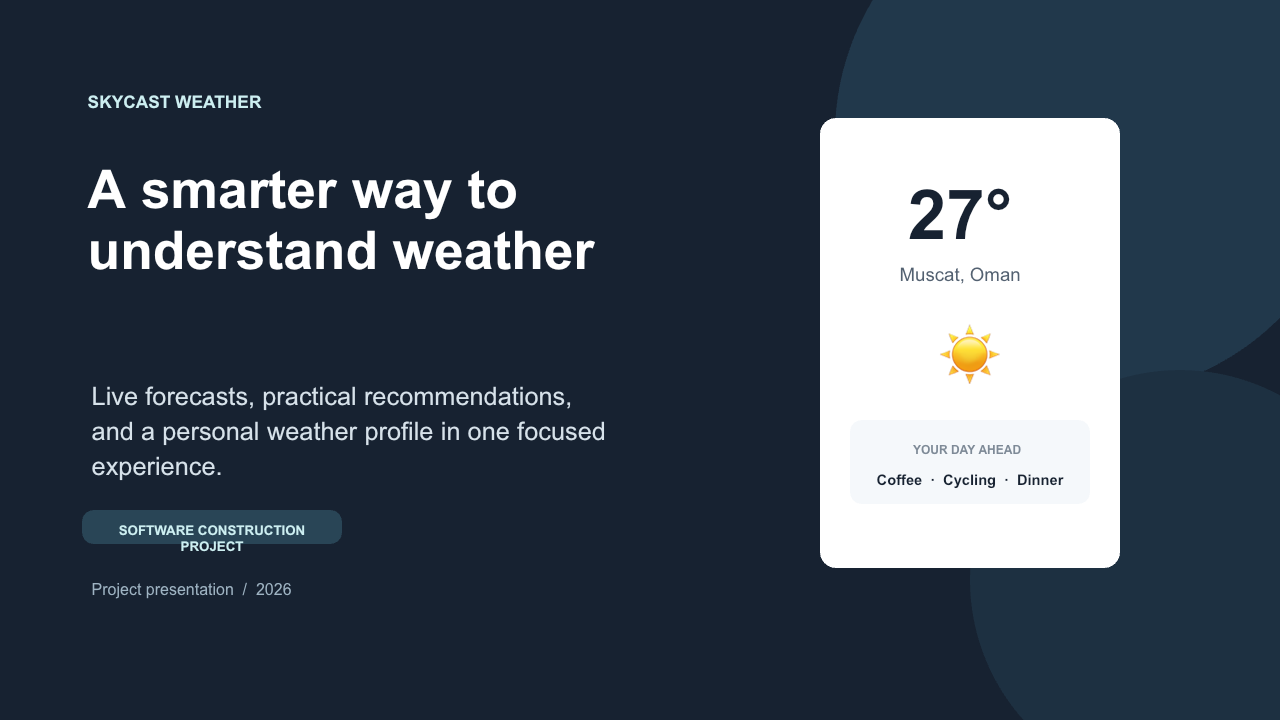 SKYCAST WEATHER
A smarter way to
understand weather
Live forecasts, practical recommendations,
and a personal weather profile in one focused
experience.
SOFTWARE CONSTRUCTION
PROJECT
Project presentation / 2026
27°
Muscat, Oman
YOUR DAY AHEAD
Coffee · Cycling · Dinner